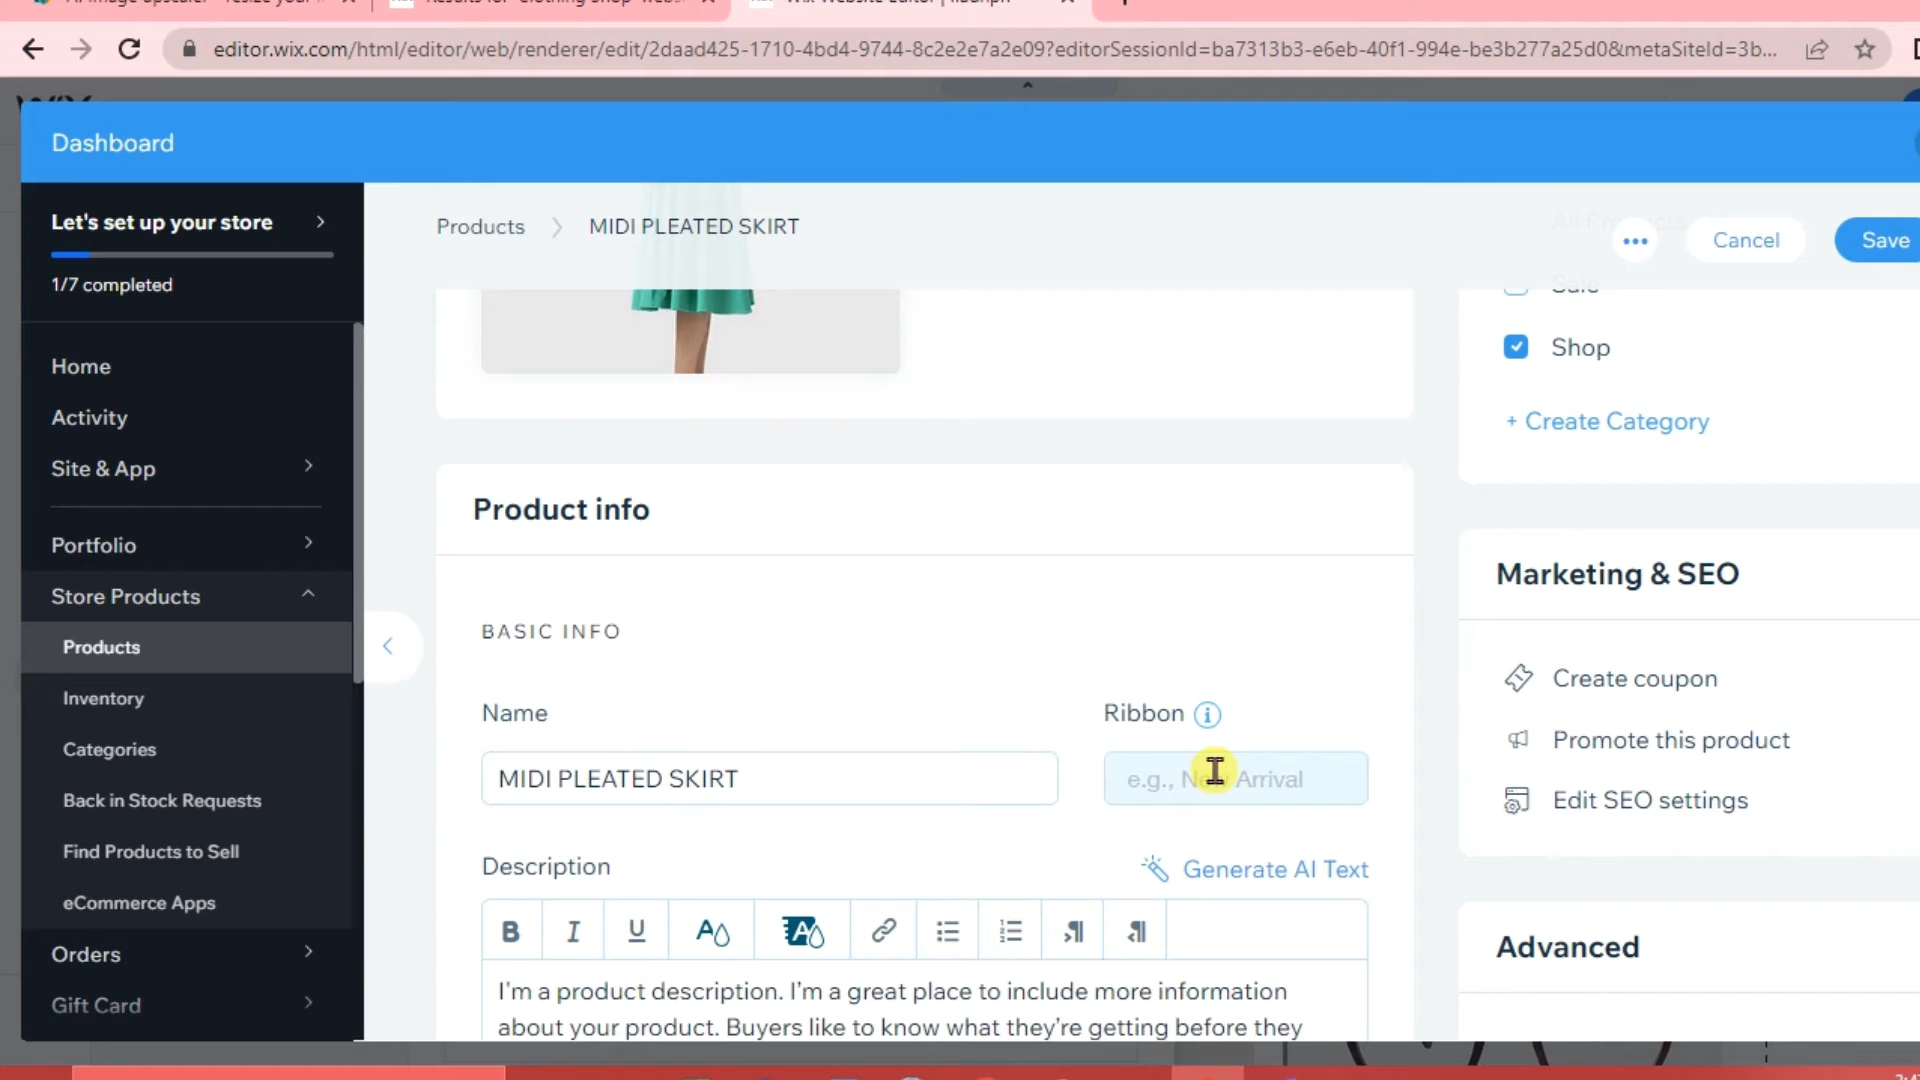 editor.wix.com/html/editor/web/renderer/edit/2daad425-1710-4bd4-9744-8c2e2e7a2e09?editorSessionId=ba7313b3-e6eb-40f1-994e-be3b277a25d0&metaSiteId=3b...
Dashboard
Let's set up your store
1/7 completed
Home
Activity
Site & App
Portfolio
Store Products
Products
Inventory
Categories
Back in Stock Requests
Find Products to Sell
eCommerce Apps
Orders
Gift Card
Products > MIDI PLEATED SKIRT
Cancel
Save
Product info
BASIC INFO
Name
Ribbon
MIDI PLEATED SKIRT
e.g., New Arrival
Description
Generate AI Text
B I U
I'm a product description. I'm a great place to include more information
about your product. Buyers like to know what they're getting before they
Sale
Shop
+ Create Category
Marketing & SEO
Create coupon
Promote this product
Edit SEO settings
Advanced